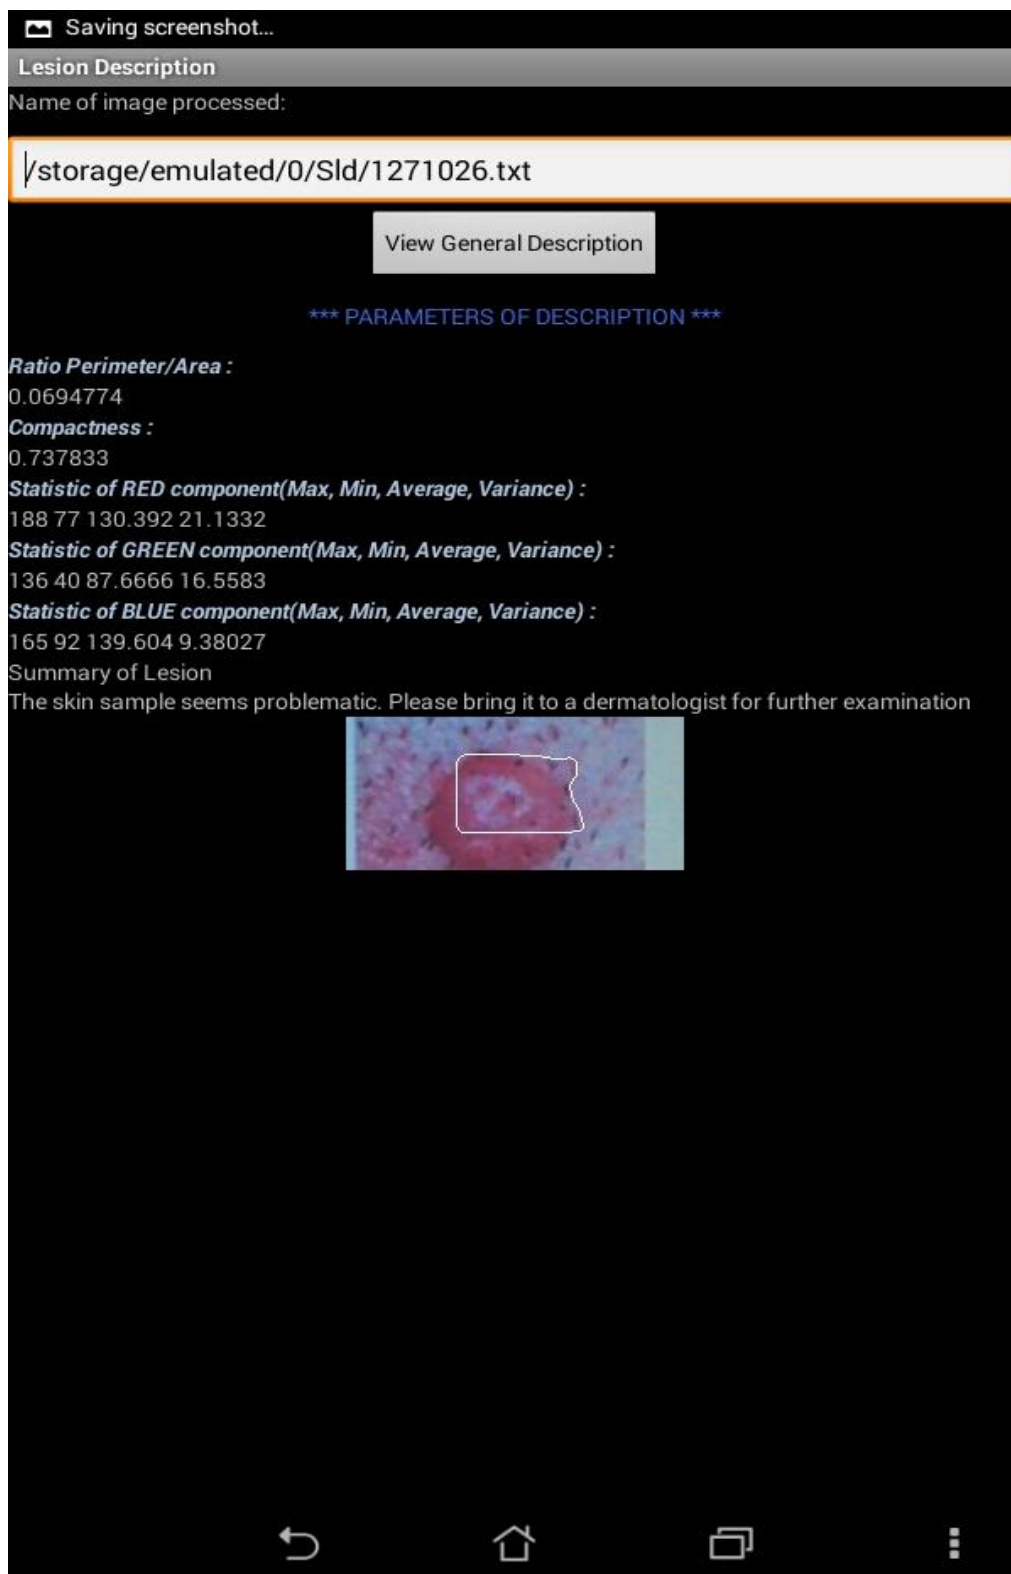 Saving screenshot...
Lesion Description
Name of image processed:
/storage/emulated/0/Sld/1271026.txt
View General Description
*** PARAMETERS OF DESCRIPTION ***
Ratio Perimeter/Area :
0.0694774
Compactness :
0.737833
Statistic of RED component(Max, Min, Average, Variance) :
188 77 130.392 21.1332
Statistic of GREEN component(Max, Min, Average, Variance) :
136 40 87.6666 16.5583
Statistic of BLUE component(Max, Min, Average, Variance) :
165 92 139.604 9.38027
Summary of Lesion
The skin sample seems problematic. Please bring it to a dermatologist for further examination